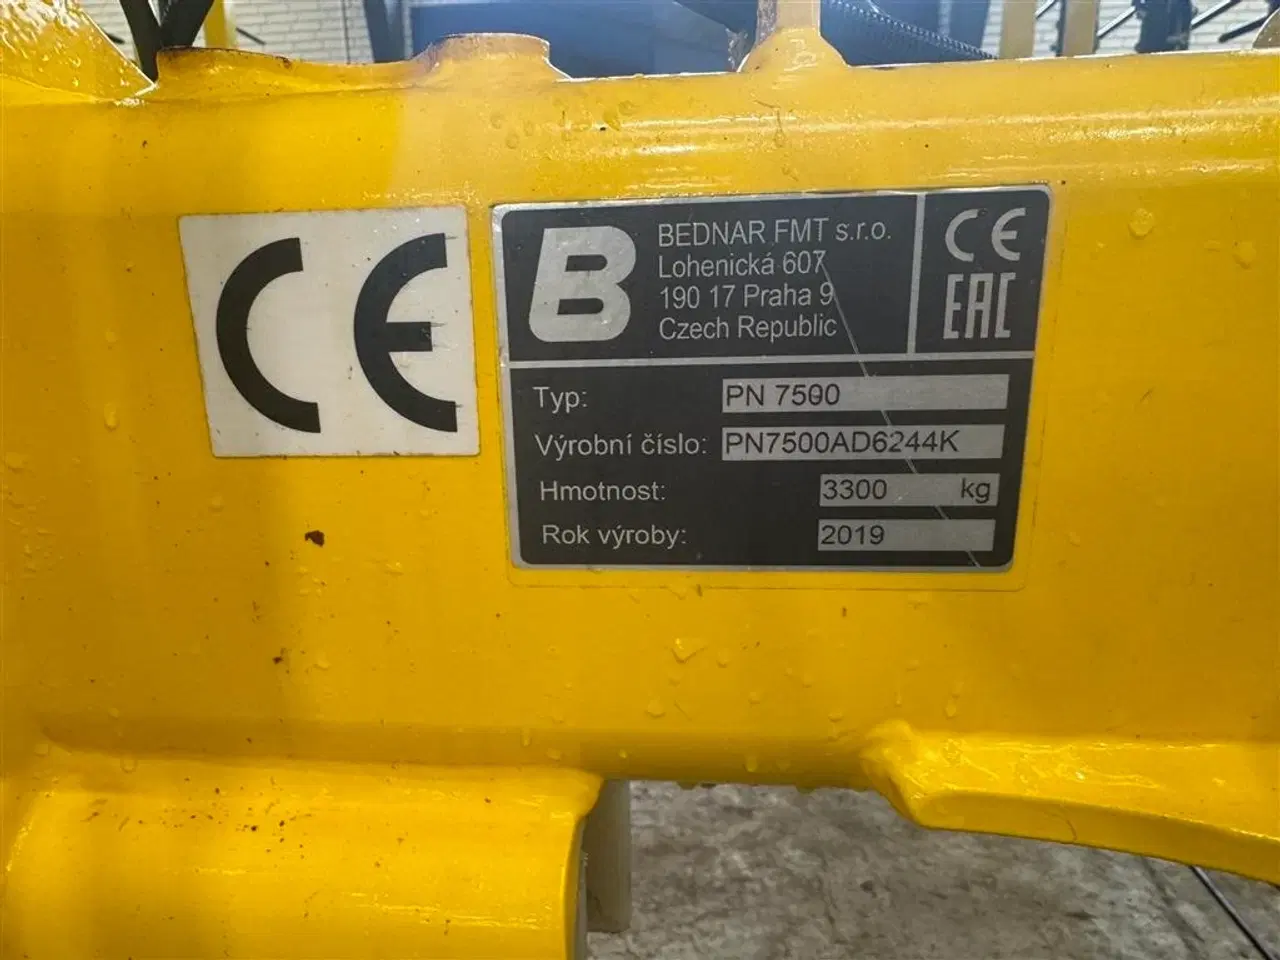 CE
B
BEDNAR FMT s.r.o.
Lohenická 607
190 17 Praha 9
Czech Republic
CE
EAC
Typ: PN 7500
Výrobní číslo: PN7500AD6244K
Hmotnost: 3300 kg
Rok výroby: 2019